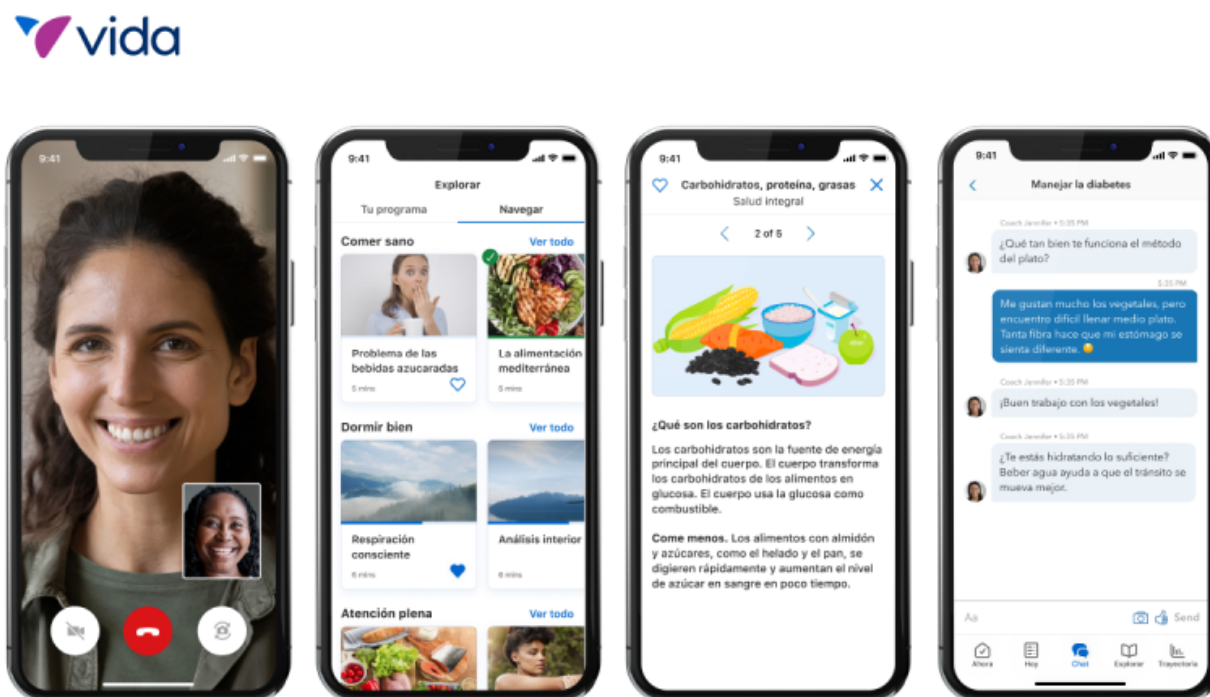 vida
9:41
9:41
Explorar
Tu programa
Navegar
Comer sano
Ver todo
Problema de las
bebidas azucaradas
5 mins
La alimentación
mediterránea
5 mins
Dormir bien
Ver todo
Respiración
consciente
6 mins
Análisis interior
6 mins
Atención plena
Ver todo
9:41
Carbohidratos, proteína, grasas
Salud integral
2 of 5
¿Qué son los carbohidratos?
Los carbohidratos son la fuente de energía
principal del cuerpo. El cuerpo transforma
los carbohidratos de los alimentos en
glucosa. El cuerpo usa la glucosa como
combustible.
Come menos. Los alimentos con almidón
y azúcares, como el helado y el pan, se
digieren rápidamente y aumentan el nivel
de azúcar en sangre en poco tiempo.
9:41
Manejar la diabetes
Coach Jennifer • 5:35 PM
¿Qué tan bien te funciona el método
del plato?
5:35 PM
Me gustan mucho los vegetales, pero
encuentro difícil llenar medio plato.
Tanta fibra hace que mi estómago se
sienta diferente.
Coach Jennifer • 5:35 PM
¡Buen trabajo con los vegetales!
Coach Jennifer • 5:35 PM
¿Te estás hidratando lo suficiente?
Beber agua ayuda a que el tránsito se
mueva mejor.
Aa
Send
Ahora
Hoy
Chat
Explorar
Trayectoria